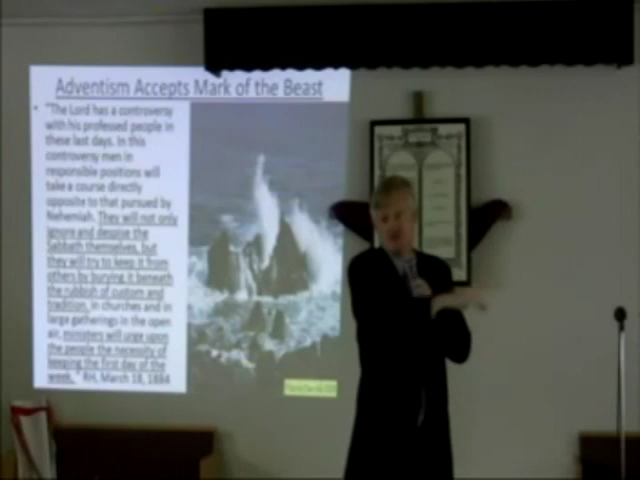 Adventism Accepts Mark of the Beast
• "The Lord has a controversy
with his professed people in
these last days. In this
controversy men in
responsible positions will
take a course directly
opposite to that pursued by
Nehemiah. They will not only
ignore and despise the
Sabbath themselves, but
they will try to keep it from
others by burying it beneath
the rubbish of custom and
tradition. In churches and in
large gatherings in the open
air, ministers will urge upon
the people the necessity of
keeping the first day of the
week." RH, March 18, 1884